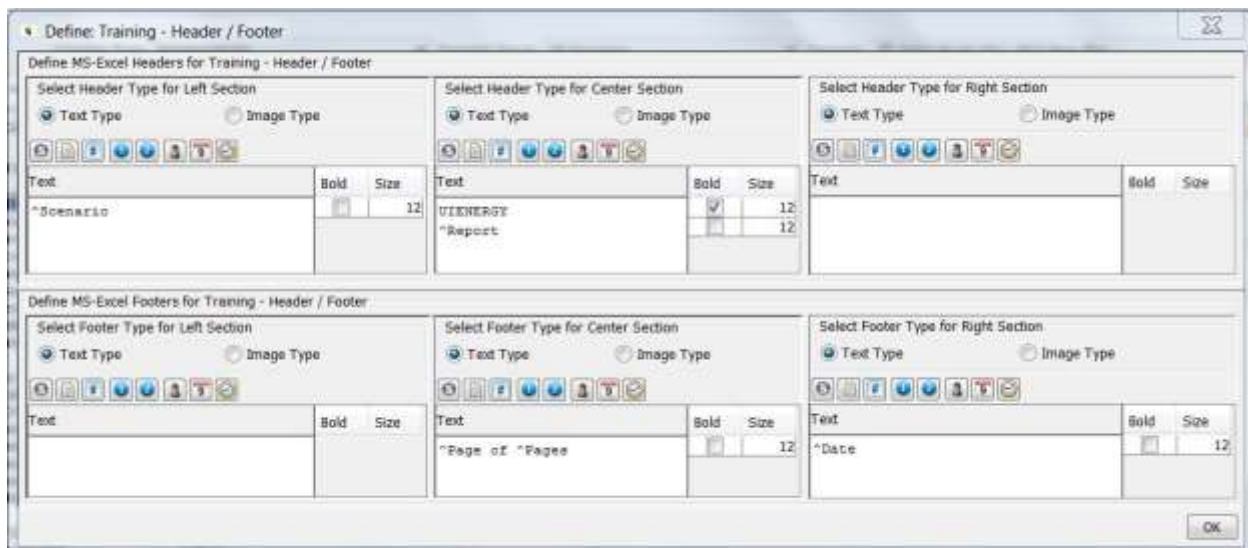 Define: Training - Header / Footer
Define MS-Excel Headers for Training - Header / Footer
Select Header Type for Left Section
Text Type Image Type
Text Bold Size
^Scenario 12
Select Header Type for Center Section
Text Type Image Type
Text Bold Size
UIENERGY 12
^Report 12
Select Header Type for Right Section
Text Type Image Type
Text Bold Size
Define MS-Excel Footers for Training - Header / Footer
Select Footer Type for Left Section
Text Type Image Type
Text Bold Size
Select Footer Type for Center Section
Text Type Image Type
Text Bold Size
^Page of ^Pages 12
Select Footer Type for Right Section
Text Type Image Type
Text Bold Size
^Date 12
OK